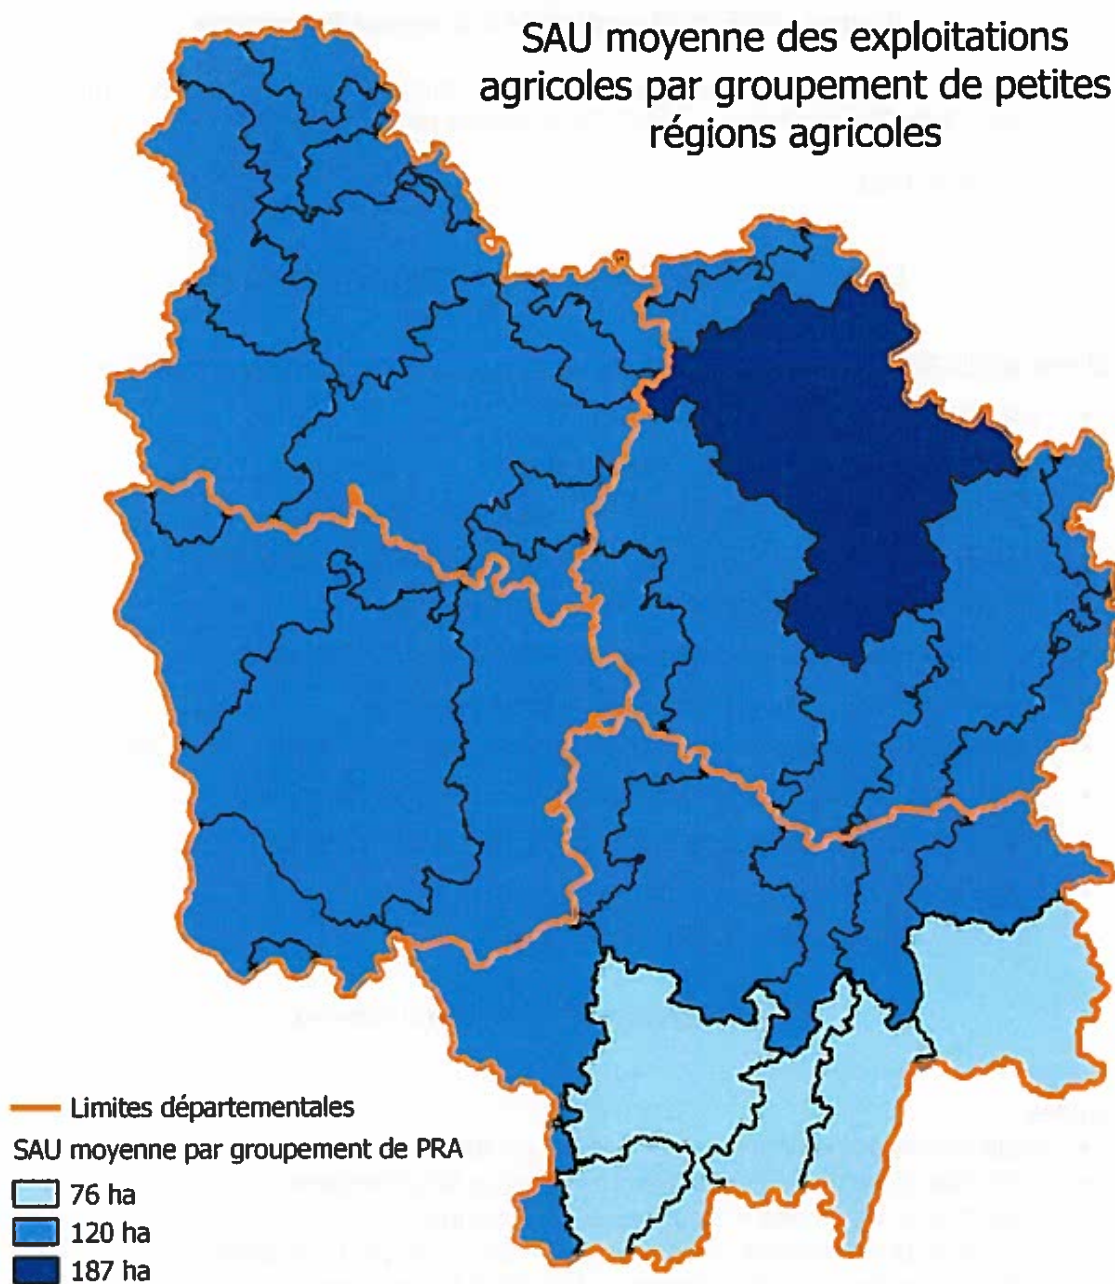 SAU moyenne des exploitations
agricoles par groupement de petites
régions agricoles
Limites départementales
SAU moyenne par groupement de PRA
76 ha
120 ha
187 ha